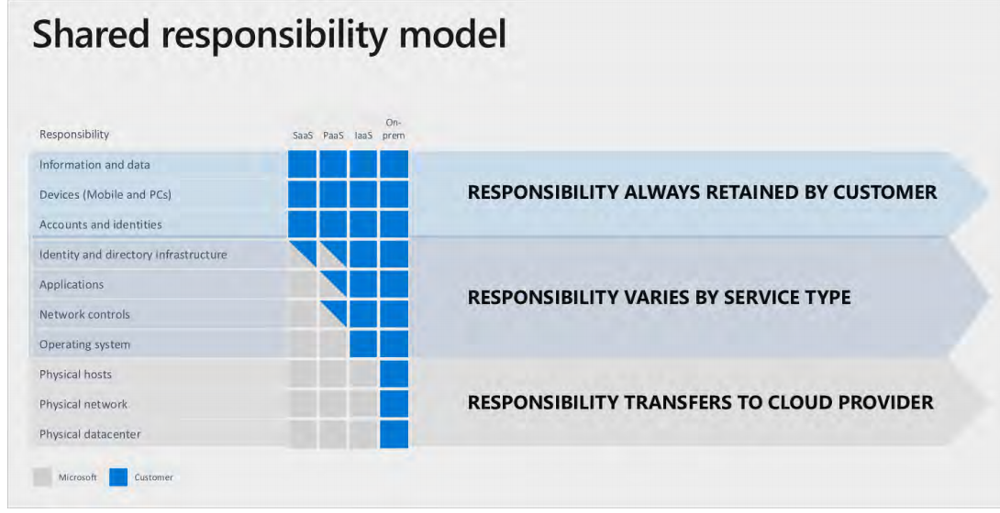 Shared responsibility model
Responsibility
SaaS PaaS IaaS On-
prem
Information and data
Devices (Mobile and PCs)
Accounts and identities
RESPONSIBILITY ALWAYS RETAINED BY CUSTOMER
Identity and directory infrastructure
Applications
Network controls
Operating system
RESPONSIBILITY VARIES BY SERVICE TYPE
Physical hosts
Physical network
Physical datacenter
RESPONSIBILITY TRANSFERS TO CLOUD PROVIDER
Microsoft Customer